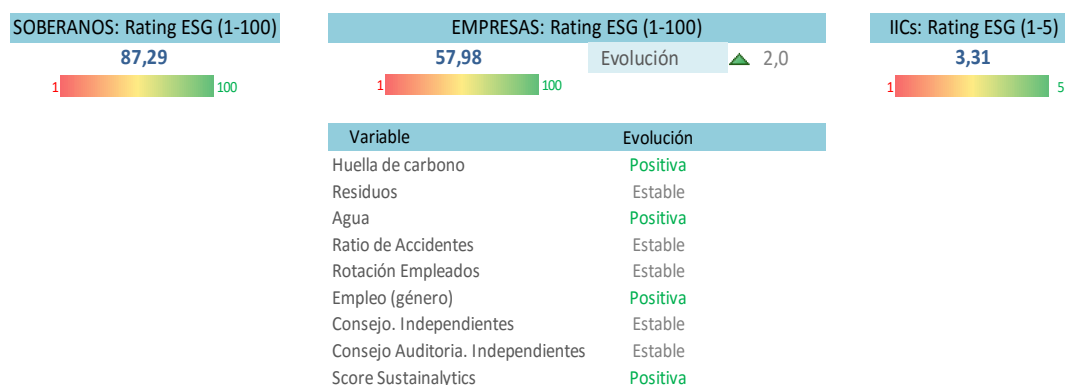 SOBERANOS: Rating ESG (1-100)
87,29
1 100
EMPRESAS: Rating ESG (1-100)
57,98 Evolución 2,0
1 100
IICs: Rating ESG (1-5)
3,31
1 5
Variable Evolución
Huella de carbono Positiva
Residuos Estable
Agua Positiva
Ratio de Accidentes Estable
Rotación Empleados Estable
Empleo (género) Positiva
Consejo. Independientes Estable
Consejo Auditoria. Independientes Estable
Score Sustainalytics Positiva